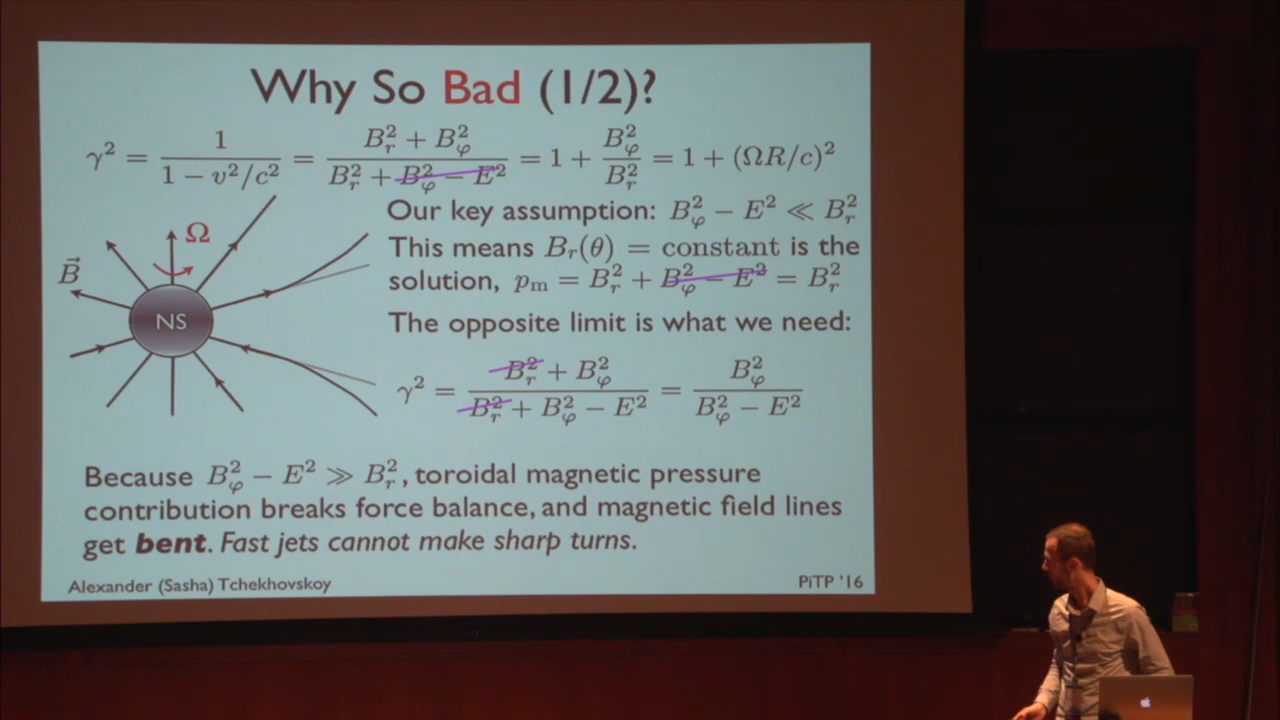 Why So Bad (1/2)?
γ² = 1 / (1 − v²/c²) = (B_r² + B_φ²) / (B_r² + B_φ² − E²) = 1 + B_φ²/B_r² = 1 + (ΩR/c)²
Our key assumption: B_φ² − E² ≪ B_r²
This means B_r(θ) = constant is the
solution, p_m = B_r² + B_φ² − E² = B_r²
Ω
B⃗
NS
The opposite limit is what we need:
γ² = (B_r² + B_φ²) / (B_r² + B_φ² − E²) = B_φ² / (B_φ² − E²)
Because B_φ² − E² ≫ B_r², toroidal magnetic pressure
contribution breaks force balance, and magnetic field lines
get bent. Fast jets cannot make sharp turns.
Alexander (Sasha) Tchekhovskoy
PiTP '16